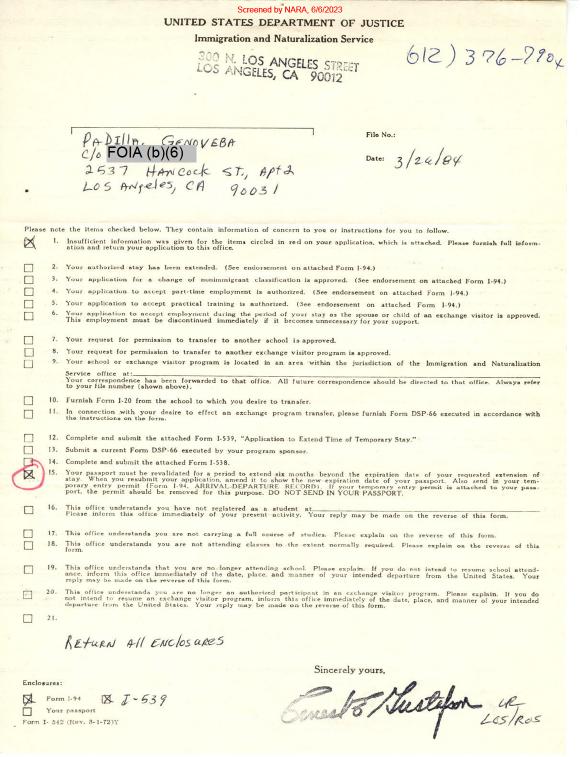 Screened by NARA, 6/6/2023
UNITED STATES DEPARTMENT OF JUSTICE
Immigration and Naturalization Service
300 N. LOS ANGELES STREET
LOS ANGELES, CA 90012
612) 376-7904
PADILLA, GENOVEBA
c/o FOIA (b)(6)
2537 HANCOCK ST., Apt 2
LOS ANgeles, CA 90031
File No.:
Date: 3/26/84
Please note the items checked below. They contain information of concern to you or instructions for you to follow.
1. Insufficient information was given for the items circled in red on your application, which is attached. Please furnish full inform-
ation and return your application to this office.
2. Your authorized stay has been extended. (See endorsement on attached Form I-94.)
3. Your application for a change of nonimmigrant classification is approved. (See endorsement on attached Form I-94.)
4. Your application to accept part-time employment is authorized. (See endorsement on attached Form I-94.)
5. Your application to accept practical training is authorized. (See endorsement on attached Form I-94.)
6. Your application to accept employment during the period of your stay as the spouse or child of an exchange visitor is approved.
This employment must be discontinued immediately if it becomes unnecessary for your support.
7. Your request for permission to transfer to another school is approved.
8. Your request for permission to transfer to another exchange visitor program is approved.
9. Your school or exchange visitor program is located in an area within the jurisdiction of the Immigration and Naturalization
Service office at:
Your correspondence has been forwarded to that office. All future correspondence should be directed to that office. Always refer
to your file number (shown above).
10. Furnish Form I-20 from the school to which you desire to transfer.
11. In connection with your desire to effect an exchange program transfer, please furnish Form DSP-66 executed in accordance with
the instructions on the form.
12. Complete and submit the attached Form I-539, "Application to Extend Time of Temporary Stay."
13. Submit a current Form DSP-66 executed by your program sponsor.
14. Complete and submit the attached Form I-538.
15. Your passport must be revalidated for a period to extend six months beyond the expiration date of your requested extension of
stay. When you resubmit your application, amend it to show the new expiration date of your passport. Also send in your tem-
porary entry permit (Form I-94, ARRIVAL-DEPARTURE RECORD). If your temporary entry permit is attached to your pass-
port, the permit should be removed for this purpose. DO NOT SEND IN YOUR PASSPORT.
16. This office understands you have not registered as a student at
Please inform this office immediately of your present activity. Your reply may be made on the reverse of this form.
17. This office understands you are not carrying a full course of studies. Please explain on the reverse of this form.
18. This office understands you are not attending classes to the extent normally required. Please explain on the reverse of this
form.
19. This office understands that you are no longer attending school. Please explain. If you do not intend to resume school attend-
ance, inform this office immediately of the date, place, and manner of your intended departure from the United States. Your
reply may be made on the reverse of this form.
20. This office understands you are no longer an authorized participant in an exchange visitor program. Please explain. If you do
not intend to resume an exchange visitor program, inform this office immediately of the date, place, and manner of your intended
departure from the United States. Your reply may be made on the reverse of this form.
21.
RETURN All ENCLOSURES
Sincerely yours,
Enclosures:
Form I-94 I-539
Your passport
Form I-542 (Rev. 8-1-72)Y
Ernest E Gustafson
LOS/ROS